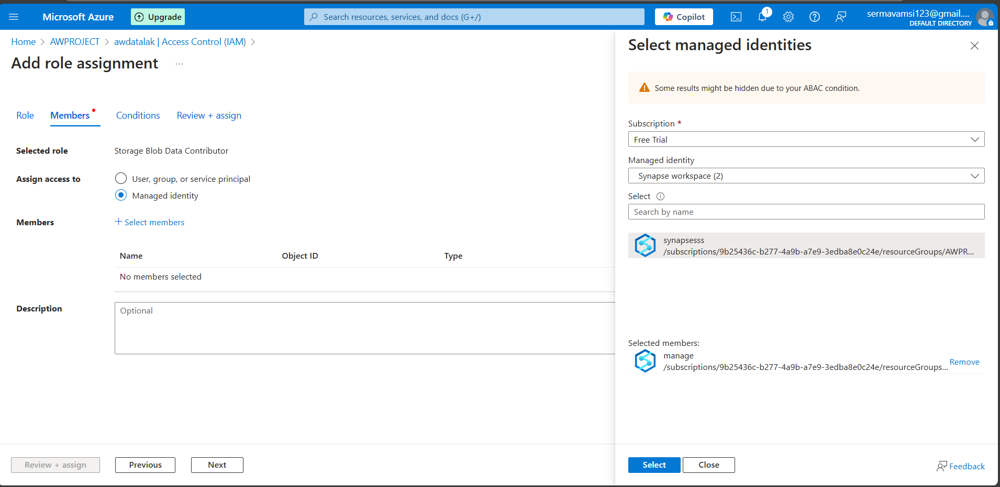 Microsoft Azure
Upgrade
Search resources, services, and docs (G+/)
Copilot
1
sermavamsi123@gmail....
DEFAULT DIRECTORY
Home > AWPROJECT > awdatalak | Access Control (IAM) >
Add role assignment ...
Role
Members
Conditions
Review + assign
Selected role
Storage Blob Data Contributor
Assign access to
User, group, or service principal
Managed identity
Members
+ Select members
Name
Object ID
Type
No members selected
Description
Optional
Review + assign
Previous
Next
Select managed identities
Some results might be hidden due to your ABAC condition.
Subscription *
Free Trial
Managed identity
Synapse workspace (2)
Select
Search by name
synapsesss
/subscriptions/9b25436c-b277-4a9b-a7e9-3edba8e0c24e/resourceGroups/AWPR...
Selected members:
manage
/subscriptions/9b25436c-b277-4a9b-a7e9-3edba8e0c24e/resourceGroups...
Remove
Select
Close
Feedback